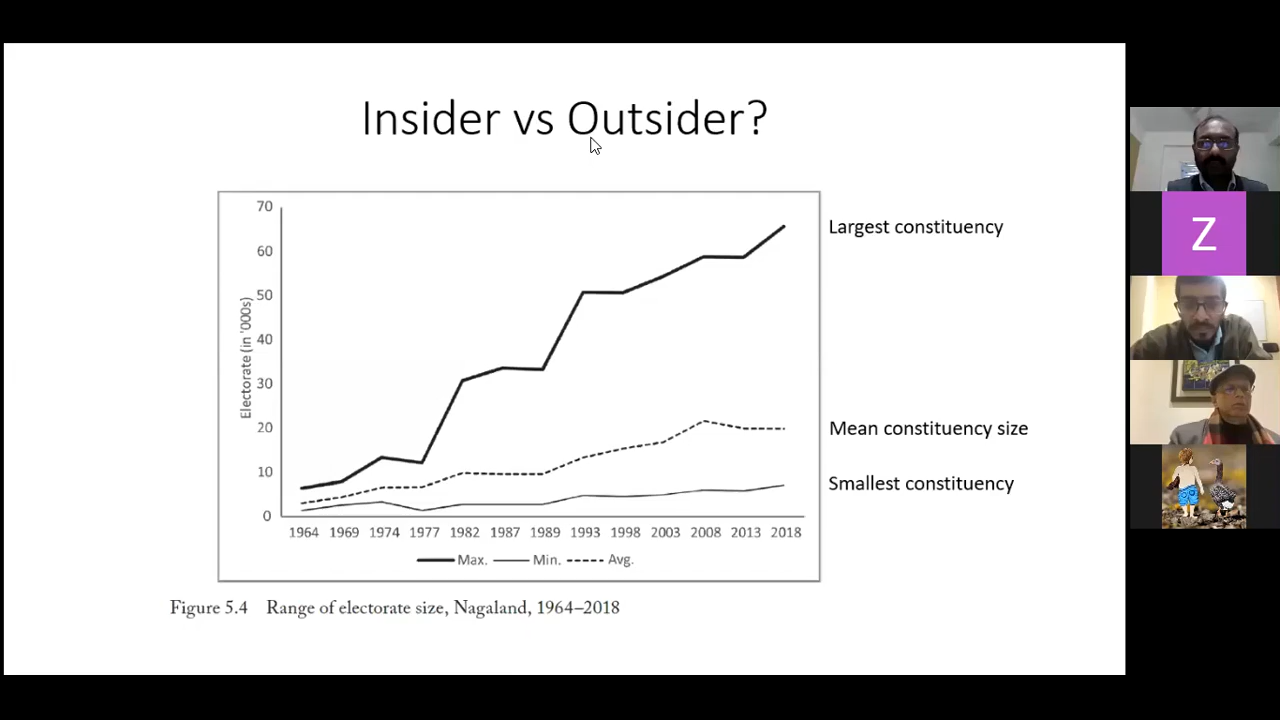 Insider vs Outsider?
70
60
50
40
30
20
10
0
Electorate (in '000s)
1964 1969 1974 1977 1982 1987 1989 1993 1998 2003 2008 2013 2018
Max. Min. Avg.
Largest constituency
Mean constituency size
Smallest constituency
Figure 5.4 Range of electorate size, Nagaland, 1964–2018
Z